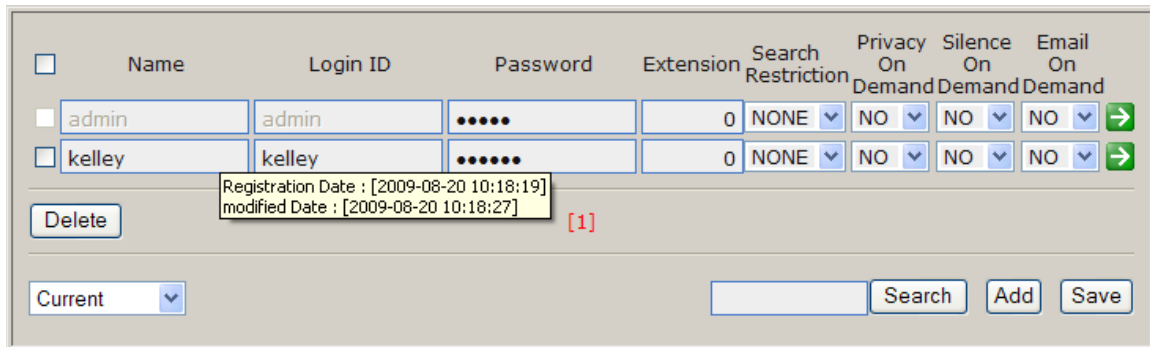 Name Login ID Password Extension Search Restriction Privacy On Demand Silence On Demand Email On Demand
admin admin ••••• 0 NONE NO NO NO
kelley kelley •••••• 0 NONE NO NO NO
Registration Date : [2009-08-20 10:18:19]
modified Date : [2009-08-20 10:18:27]
Delete [1]
Current Search Add Save